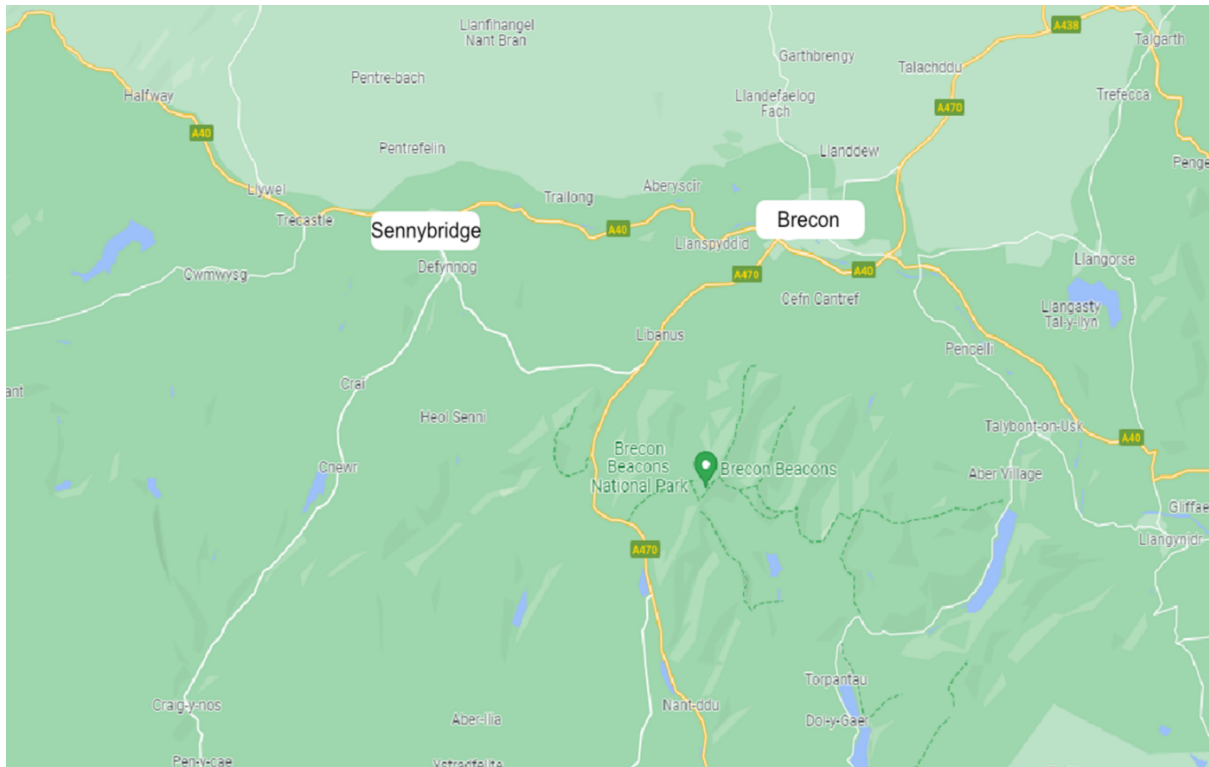 Llanfihangel
Nant Bran
A438
Talgarth
Garthbrengy
Talachddu
Pentre-bach
Halfway
Llandefaelog
Fach
Trefecca
A470
A40
Pentrefelin
Llanddew
Penge
Llywel
Trallong
Aberyscir
Trecastle
Sennybridge
Brecon
A40
Llanspyddid
Defynnog
Cwmwysg
A470
A40
Llangorse
Cefn Cantref
Llangasty
Tal-y-llyn
Libanus
Pencelli
Crai
ant
Heol Senni
Talybont-on-Usk
A40
Brecon
Beacons
National Park
Brecon Beacons
Cnewr
Aber Village
Gliffae
Llangynidr
A470
Torpantau
Craig-y-nos
Nant-ddu
Aber-llia
Dol-y-Gaer
Pen-y-cae
Ystradfellte